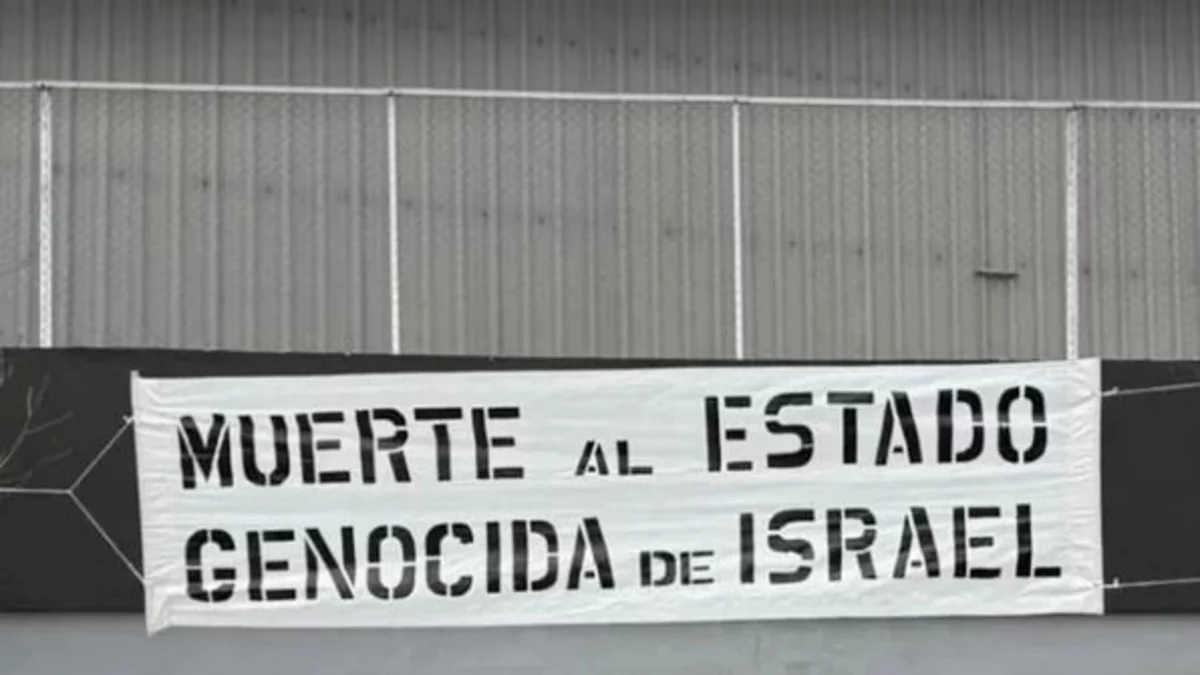 MUERTE AL ESTADO
GENOCIDA DE ISRAEL